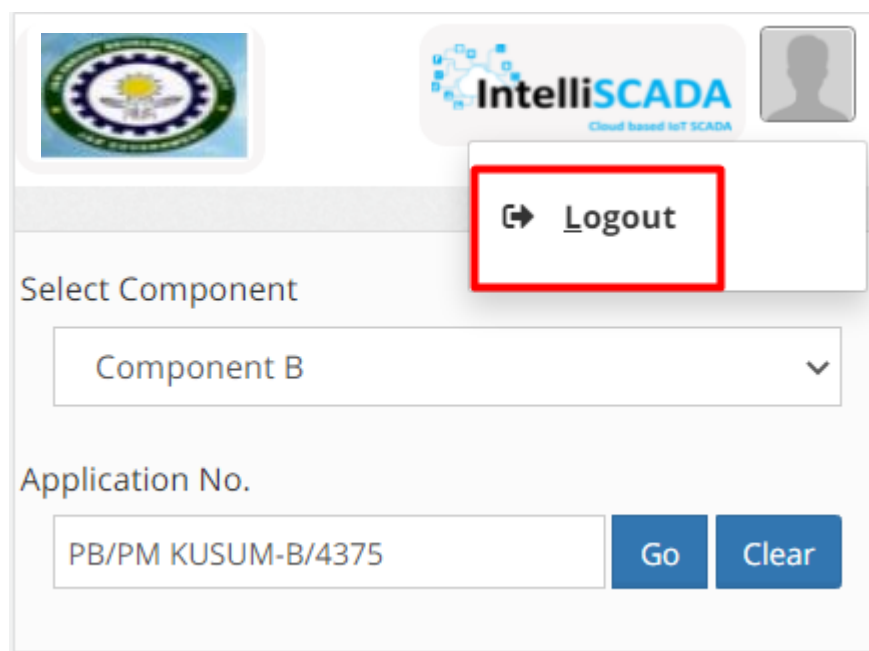 IntelliSCADA
Cloud based IoT SCADA
Logout
Select Component
Component B
Application No.
PB/PM KUSUM-B/4375
Go
Clear